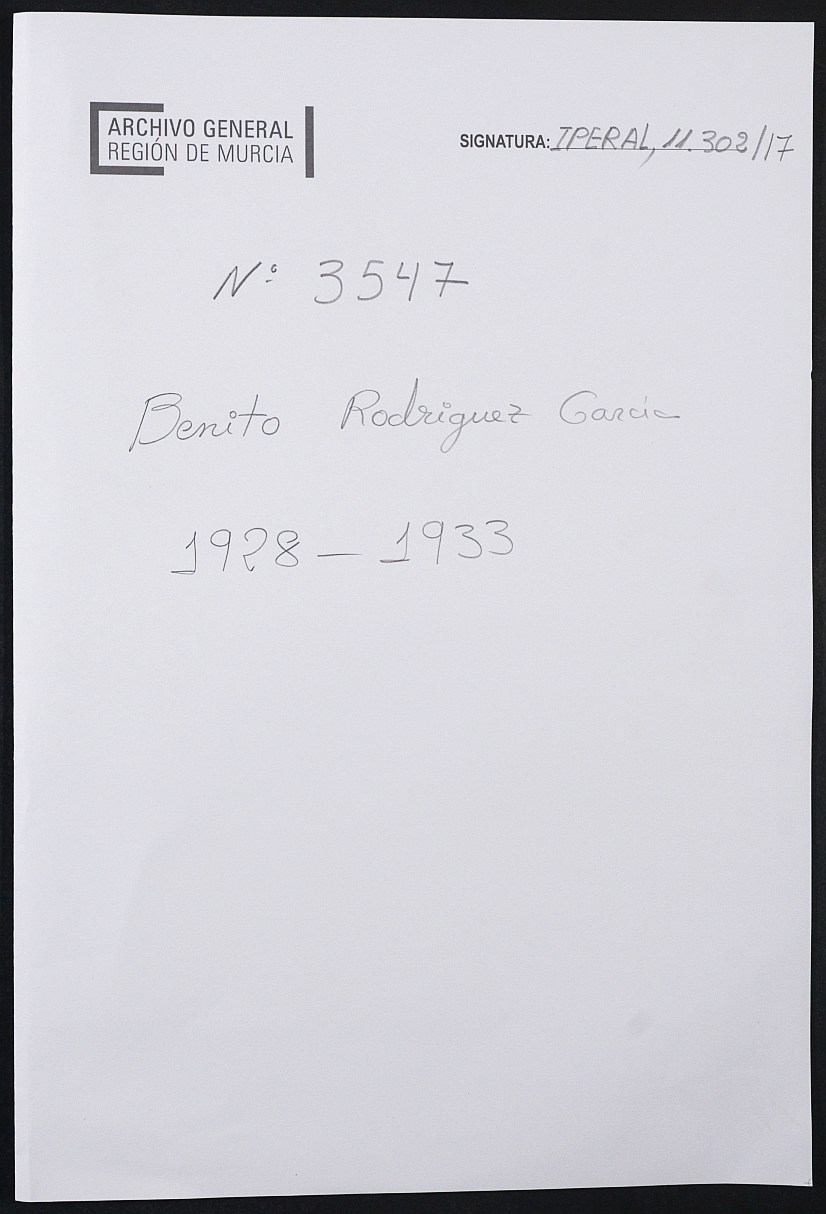 ARCHIVO GENERAL
REGIÓN DE MURCIA
SIGNATURA: IPERAL, 11.302/17
Nº 3547
Benito Rodriguez Garcia
1928 – 1933